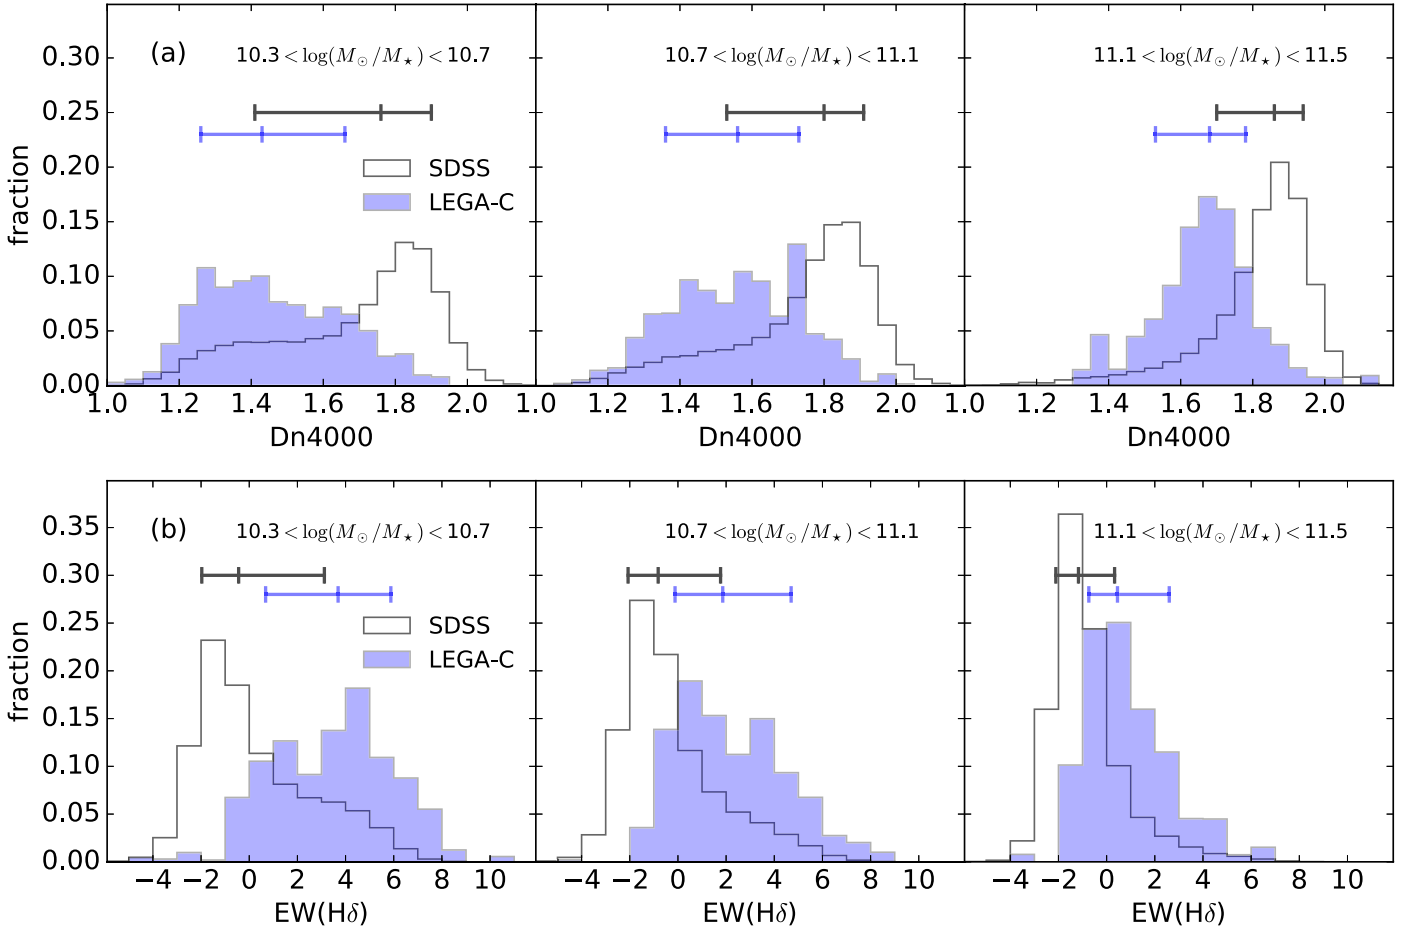 (a)
10.3 < log(M⊙/M⋆) < 10.7
10.7 < log(M⊙/M⋆) < 11.1
11.1 < log(M⊙/M⋆) < 11.5
0.30
0.25
0.20
0.15
0.10
0.05
0.00
fraction
SDSS
LEGA-C
1.0 1.2 1.4 1.6 1.8 2.0 1.0 1.2 1.4 1.6 1.8 2.0 1.0 1.2 1.4 1.6 1.8 2.0
Dn4000 Dn4000 Dn4000
(b)
10.3 < log(M⊙/M⋆) < 10.7
10.7 < log(M⊙/M⋆) < 11.1
11.1 < log(M⊙/M⋆) < 11.5
0.35
0.30
0.25
0.20
0.15
0.10
0.05
0.00
fraction
SDSS
LEGA-C
−4 −2 0 2 4 6 8 10 −4 −2 0 2 4 6 8 10 −4 −2 0 2 4 6 8 10
EW(Hδ) EW(Hδ) EW(Hδ)